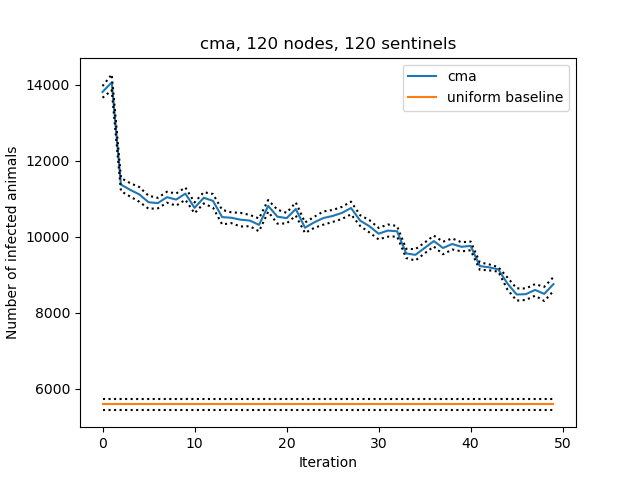 cma, 120 nodes, 120 sentinels
cma
uniform baseline
Number of infected animals
14000
12000
10000
8000
6000
0 10 20 30 40 50
Iteration